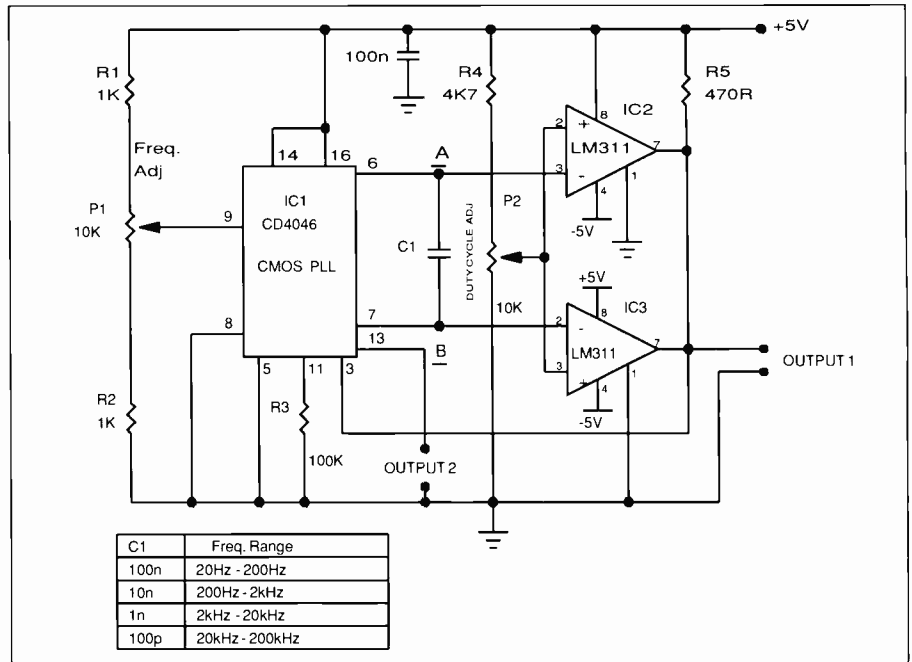 +5V
100n
R1
1K
R4
4K7
R5
470R
IC2
Freq.
Adj
14
16
6
A
2
+
8
LM311
7
3
-
4
1
-5V
IC1
CD4046
CMOS PLL
P1
10K
9
C1
P2
DUTY CYCLE ADJ
10K
+5V
IC3
8
7
2
-
8
LM311
7
13
B
3
+
4
1
-5V
OUTPUT 1
5
11
3
R2
1K
R3
100K
OUTPUT 2
C1 Freq. Range
100n 20Hz - 200Hz
10n 200Hz - 2kHz
1n 2kHz - 20kHz
100p 20kHz - 200kHz